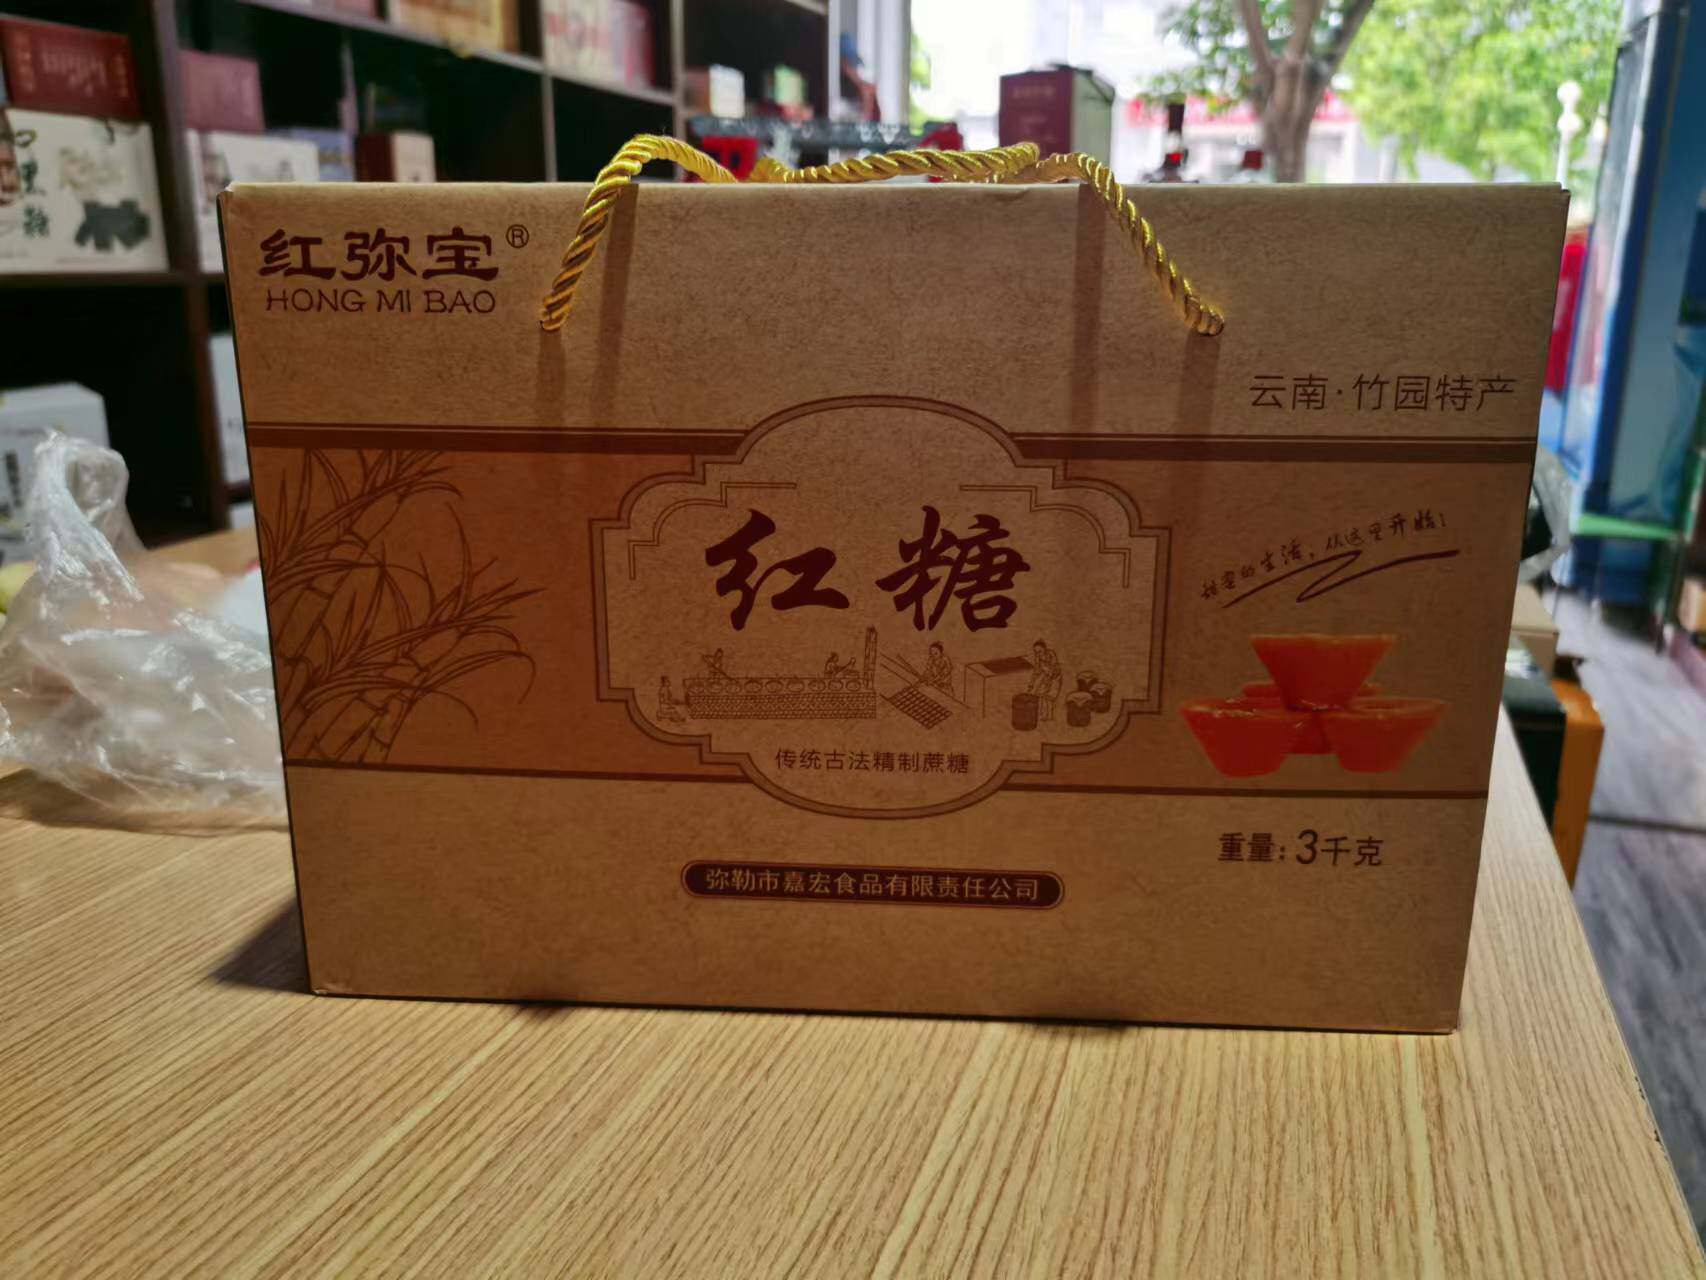 红弥宝®
HONG MI BAO
云南·竹园特产
红糖
甜蜜的生活，从这里开始！
传统古法精制蔗糖
重量：3千克
弥勒市嘉宏食品有限责任公司
黑糖